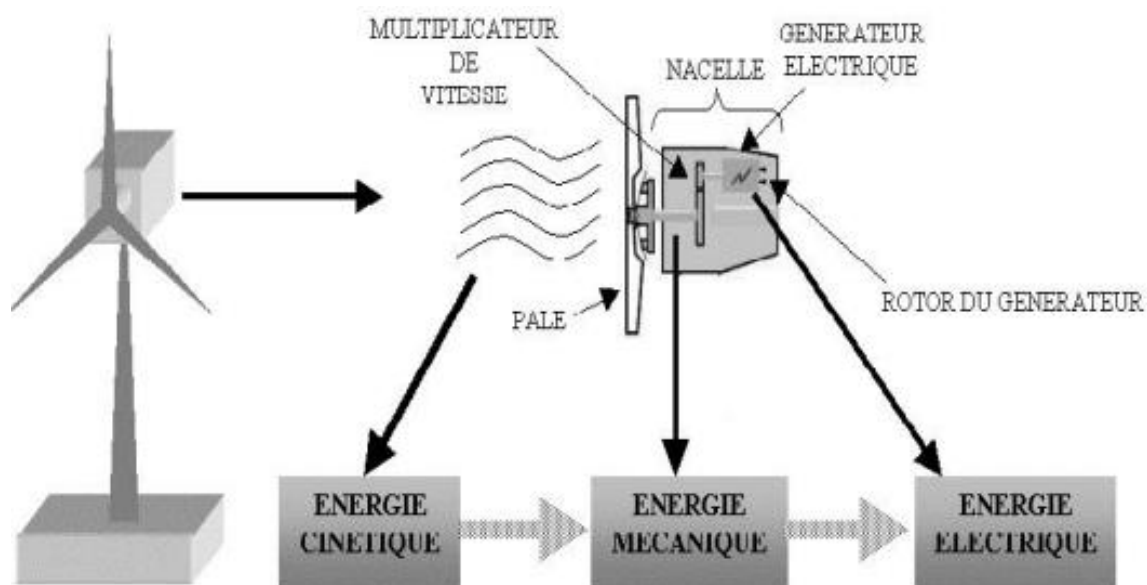 MULTIPLICATEUR
DE
VITESSE
NACELLE
GENERATEUR
ELECTRIQUE
PALE
ROTOR DU GENERATEUR
ENERGIE
CINETIQUE
ENERGIE
MECANIQUE
ENERGIE
ELECTRIQUE